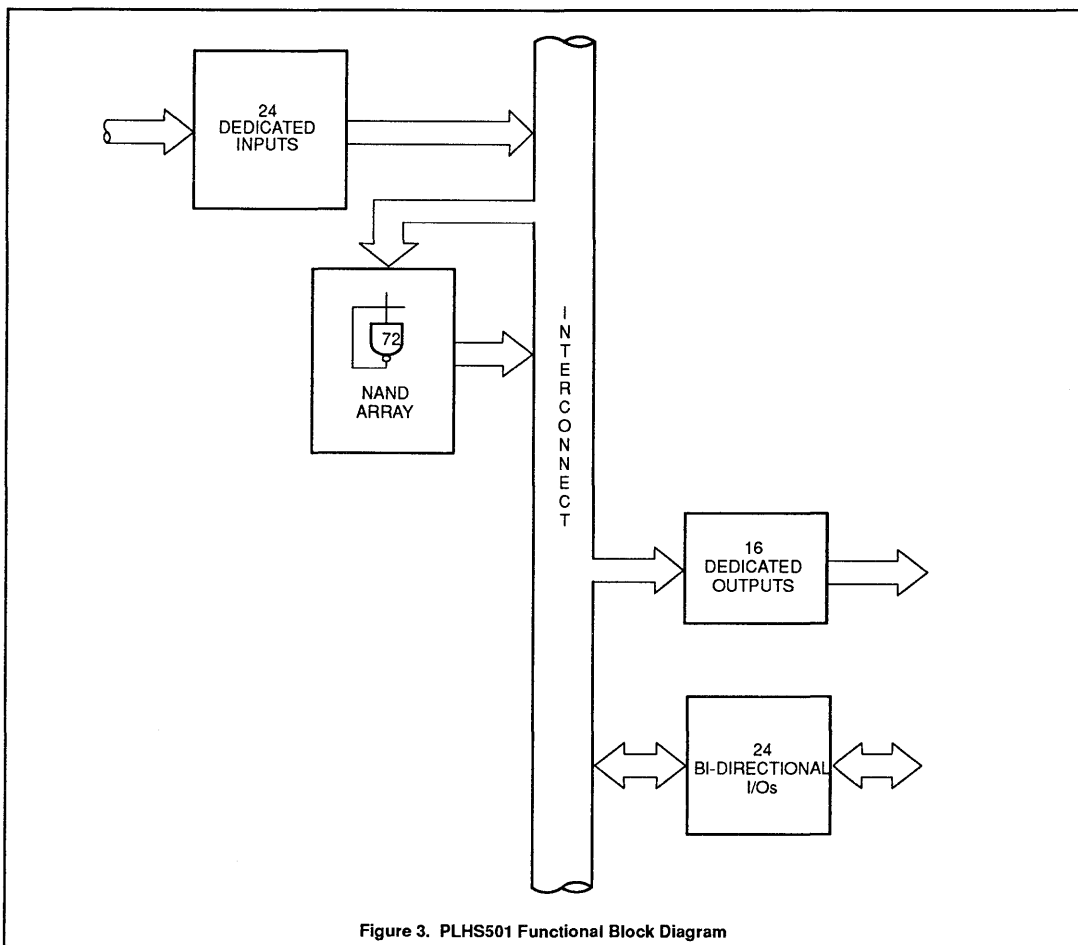 24
DEDICATED
INPUTS
72
NAND
ARRAY
INTERCONNECT
16
DEDICATED
OUTPUTS
24
BI-DIRECTIONAL
I/Os
Figure 3. PLHS501 Functional Block Diagram